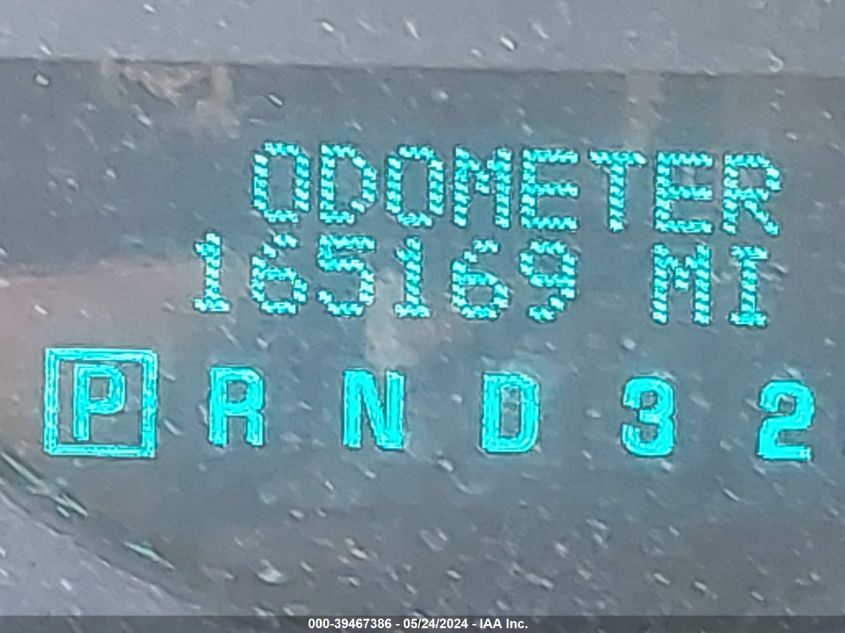 ODOMETER
165169 MI
P R N D 3 2
000-39467386 - 05/24/2024 - IAA Inc.